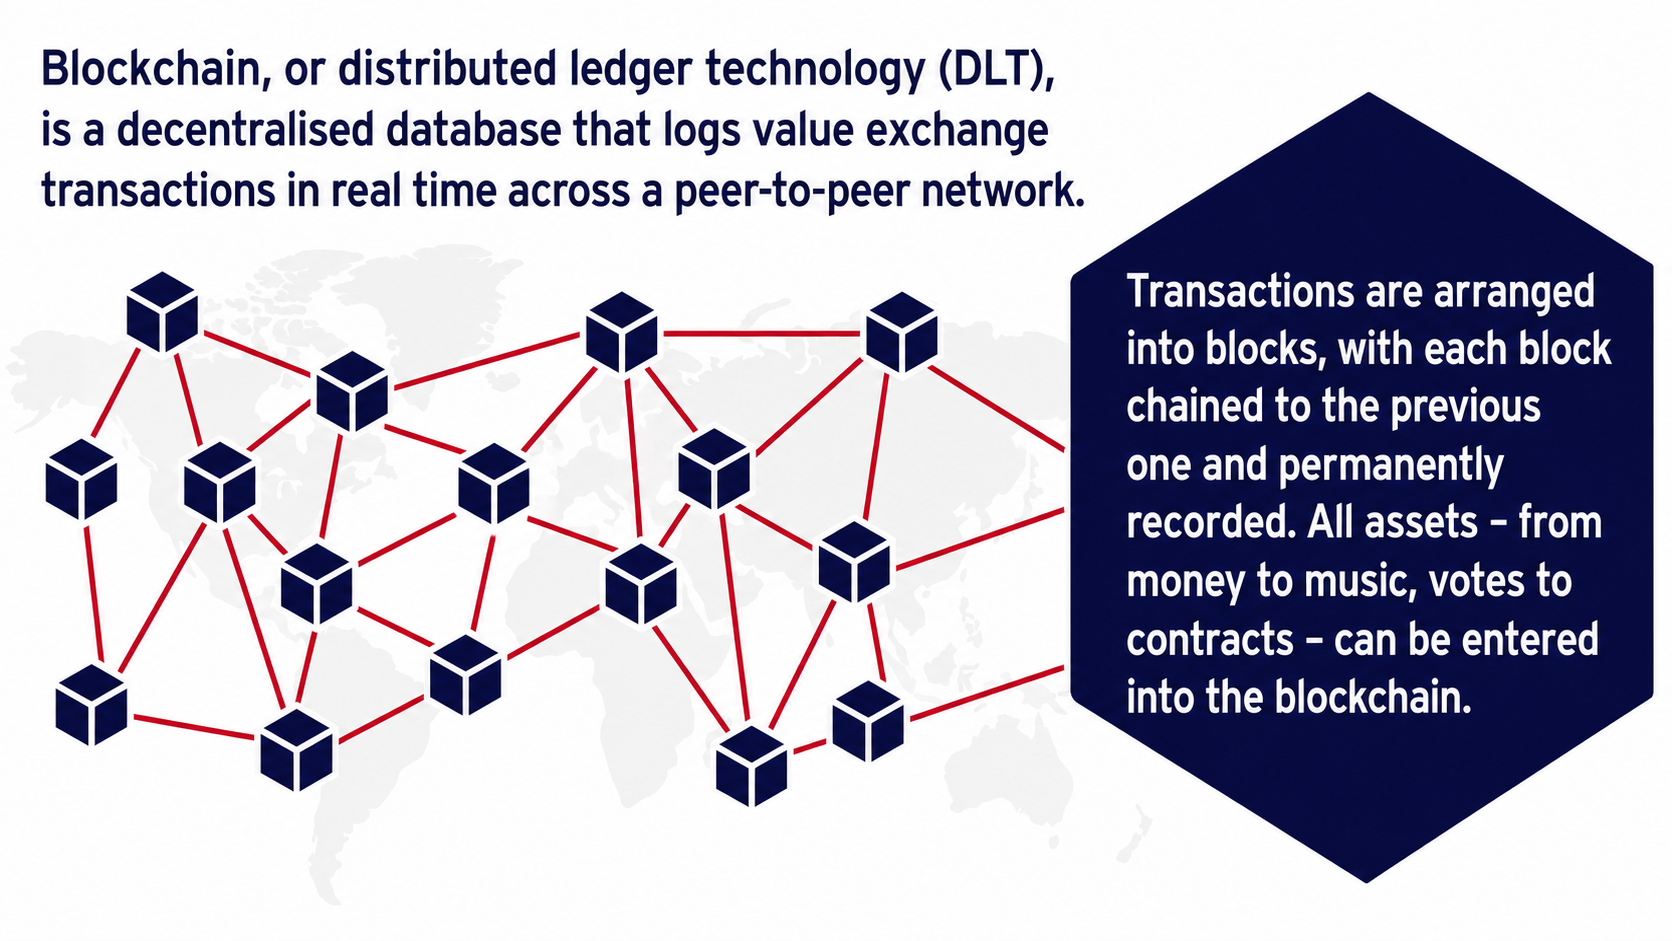 Blockchain, or distributed ledger technology (DLT),
is a decentralised database that logs value exchange
transactions in real time across a peer-to-peer network.
Transactions are arranged
into blocks, with each block
chained to the previous
one and permanently
recorded. All assets – from
money to music, votes to
contracts – can be entered
into the blockchain.